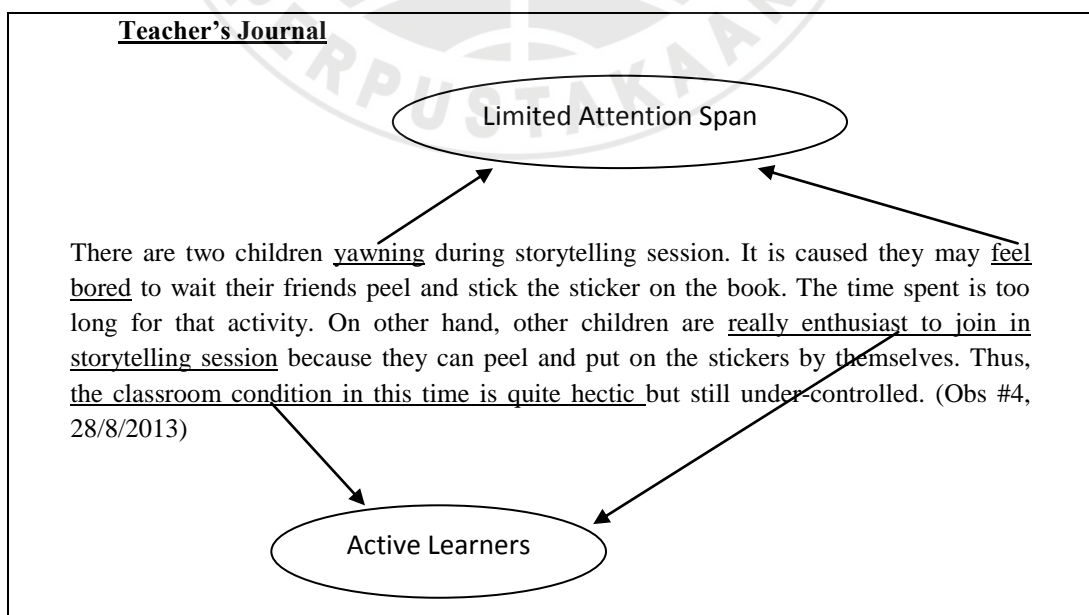 PERPUSTAKAAN
Teacher's Journal
Limited Attention Span
There are two children yawning during storytelling session. It is caused they may feel
bored to wait their friends peel and stick the sticker on the book. The time spent is too
long for that activity. On other hand, other children are really enthusiast to join in
storytelling session because they can peel and put on the stickers by themselves. Thus,
the classroom condition in this time is quite hectic but still under-controlled. (Obs #4,
28/8/2013)
Active Learners